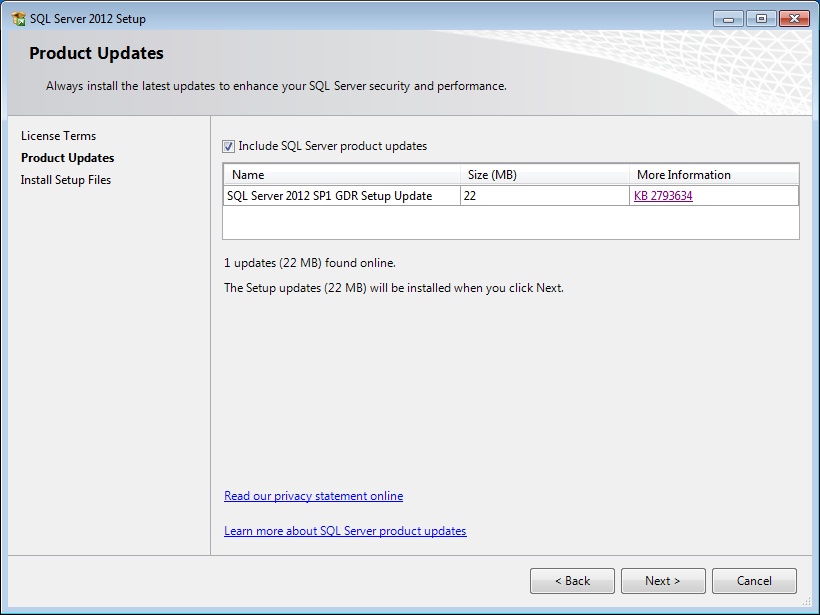 SQL Server 2012 Setup
Product Updates
Always install the latest updates to enhance your SQL Server security and performance.
License Terms
Product Updates
Install Setup Files
Include SQL Server product updates
Name Size (MB) More Information
SQL Server 2012 SP1 GDR Setup Update 22 KB 2793634
1 updates (22 MB) found online.
The Setup updates (22 MB) will be installed when you click Next.
Read our privacy statement online
Learn more about SQL Server product updates
< Back Next > Cancel